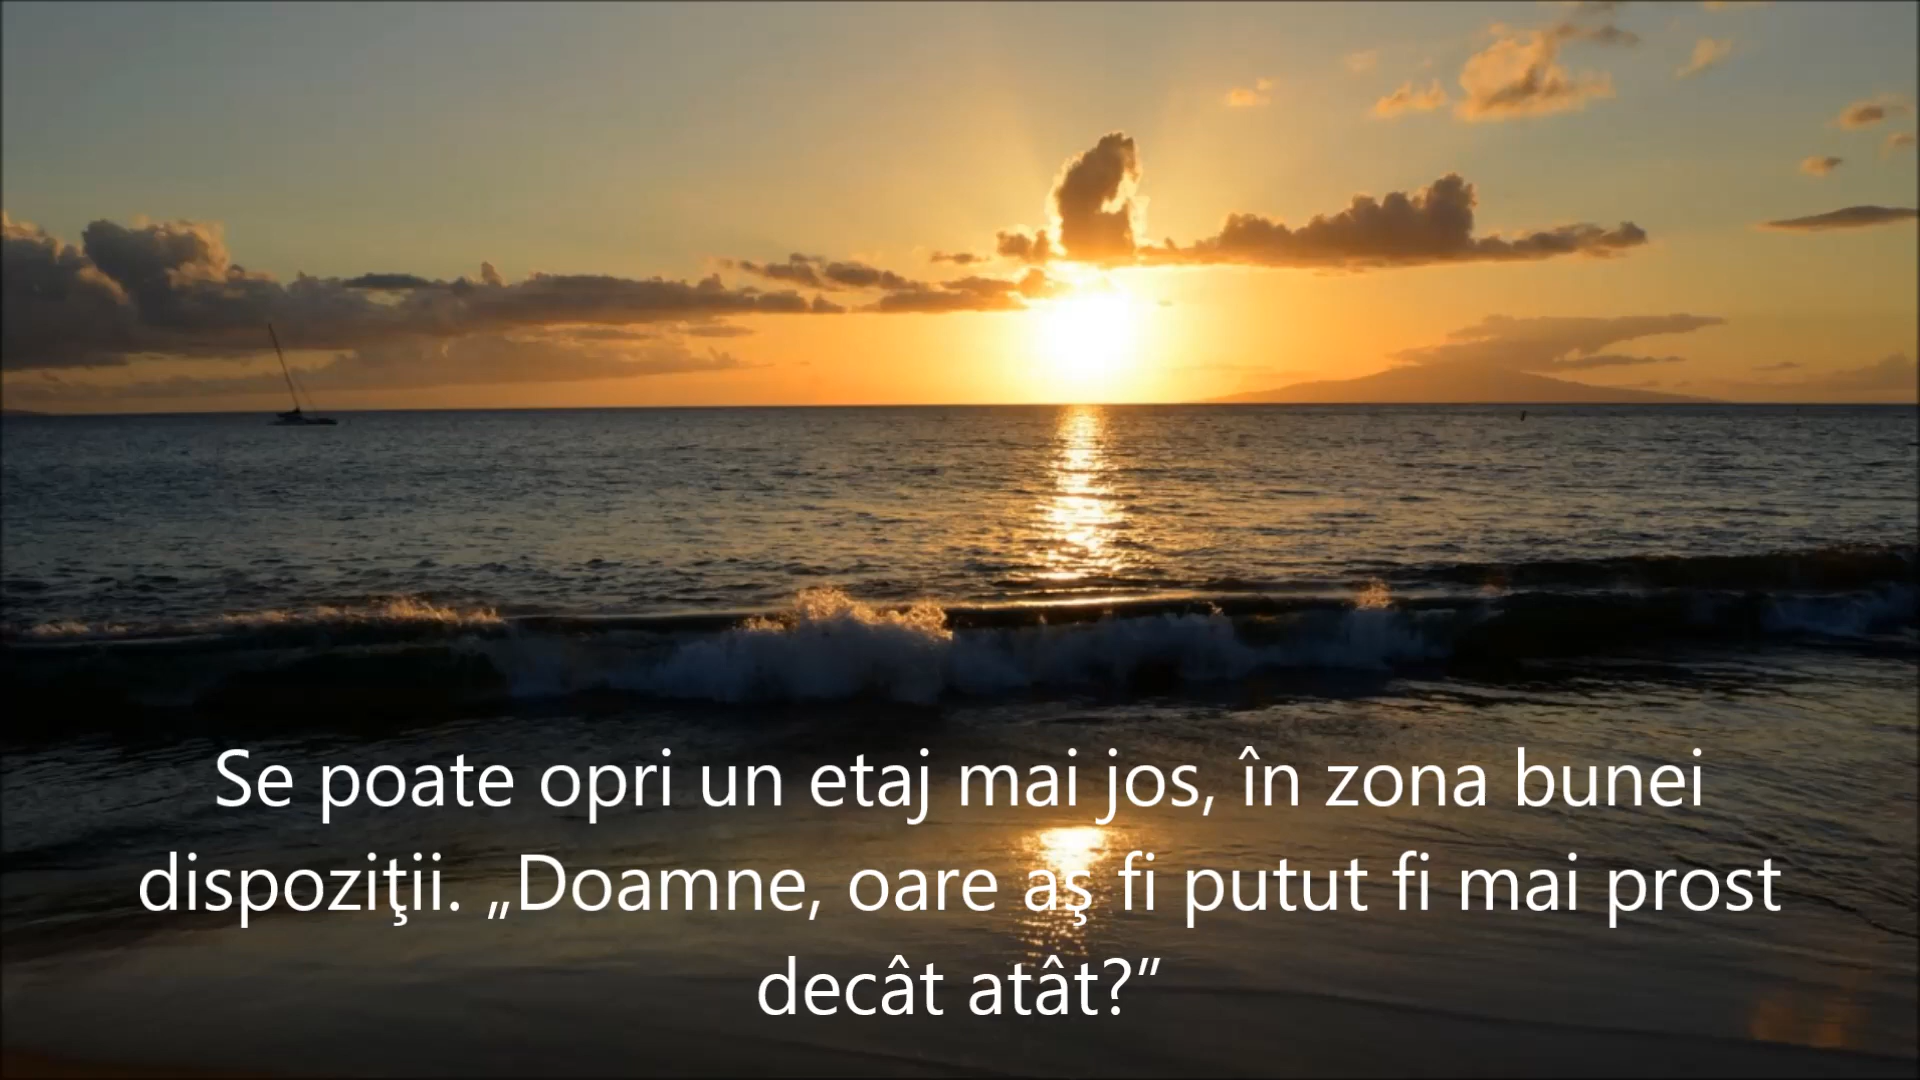 Se poate opri un etaj mai jos, în zona bunei
dispoziţii. „Doamne, oare aş fi putut fi mai prost
decât atât?”